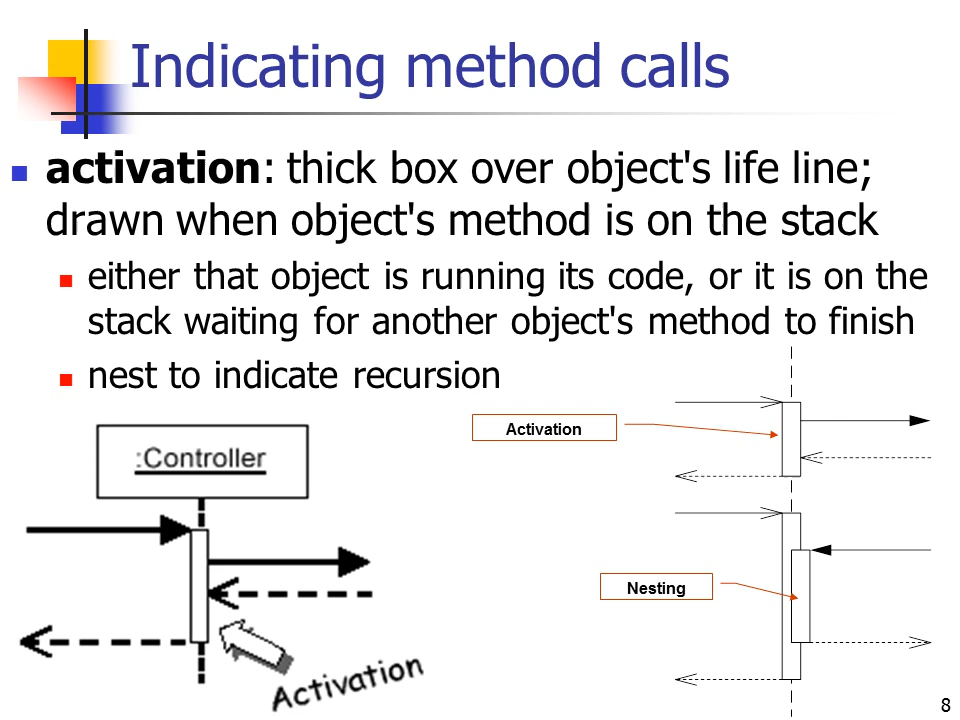 Indicating method calls
activation: thick box over object's life line;
drawn when object's method is on the stack
either that object is running its code, or it is on the
stack waiting for another object's method to finish
nest to indicate recursion
:Controller
Activation
Activation
Nesting
8